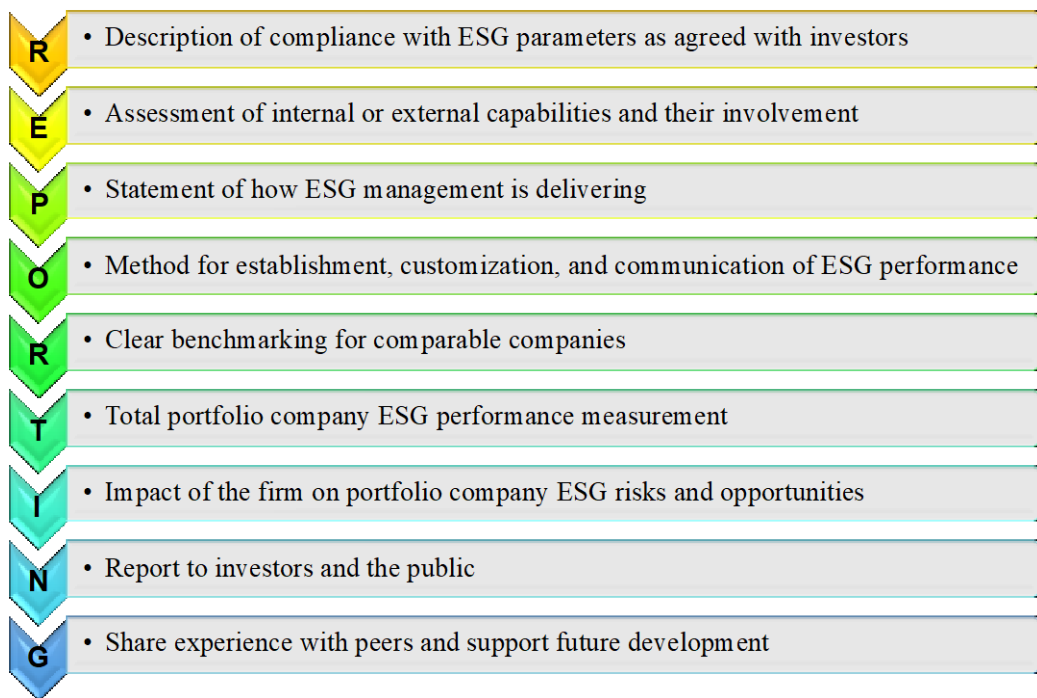 R
• Description of compliance with ESG parameters as agreed with investors
E
• Assessment of internal or external capabilities and their involvement
P
• Statement of how ESG management is delivering
O
• Method for establishment, customization, and communication of ESG performance
R
• Clear benchmarking for comparable companies
T
• Total portfolio company ESG performance measurement
I
• Impact of the firm on portfolio company ESG risks and opportunities
N
• Report to investors and the public
G
• Share experience with peers and support future development